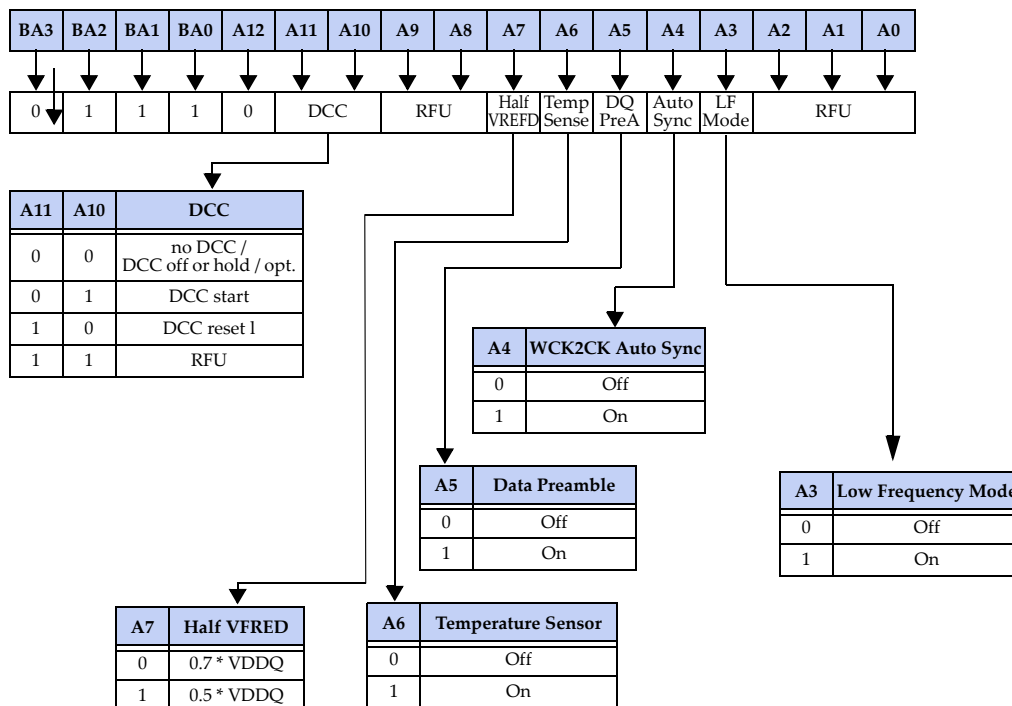 BA3 BA2 BA1 BA0 A12 A11 A10 A9 A8 A7 A6 A5 A4 A3 A2 A1 A0
0 1 1 1 0 DCC RFU Half VREFD Temp Sense DQ PreA Auto Sync LF Mode RFU
A11 A10 DCC
0 0 no DCC /
DCC off or hold / opt.
0 1 DCC start
1 0 DCC reset l
1 1 RFU
A4 WCK2CK Auto Sync
0 Off
1 On
A5 Data Preamble
0 Off
1 On
A3 Low Frequency Mode
0 Off
1 On
A7 Half VFRED
0 0.7 * VDDQ
1 0.5 * VDDQ
A6 Temperature Sensor
0 Off
1 On